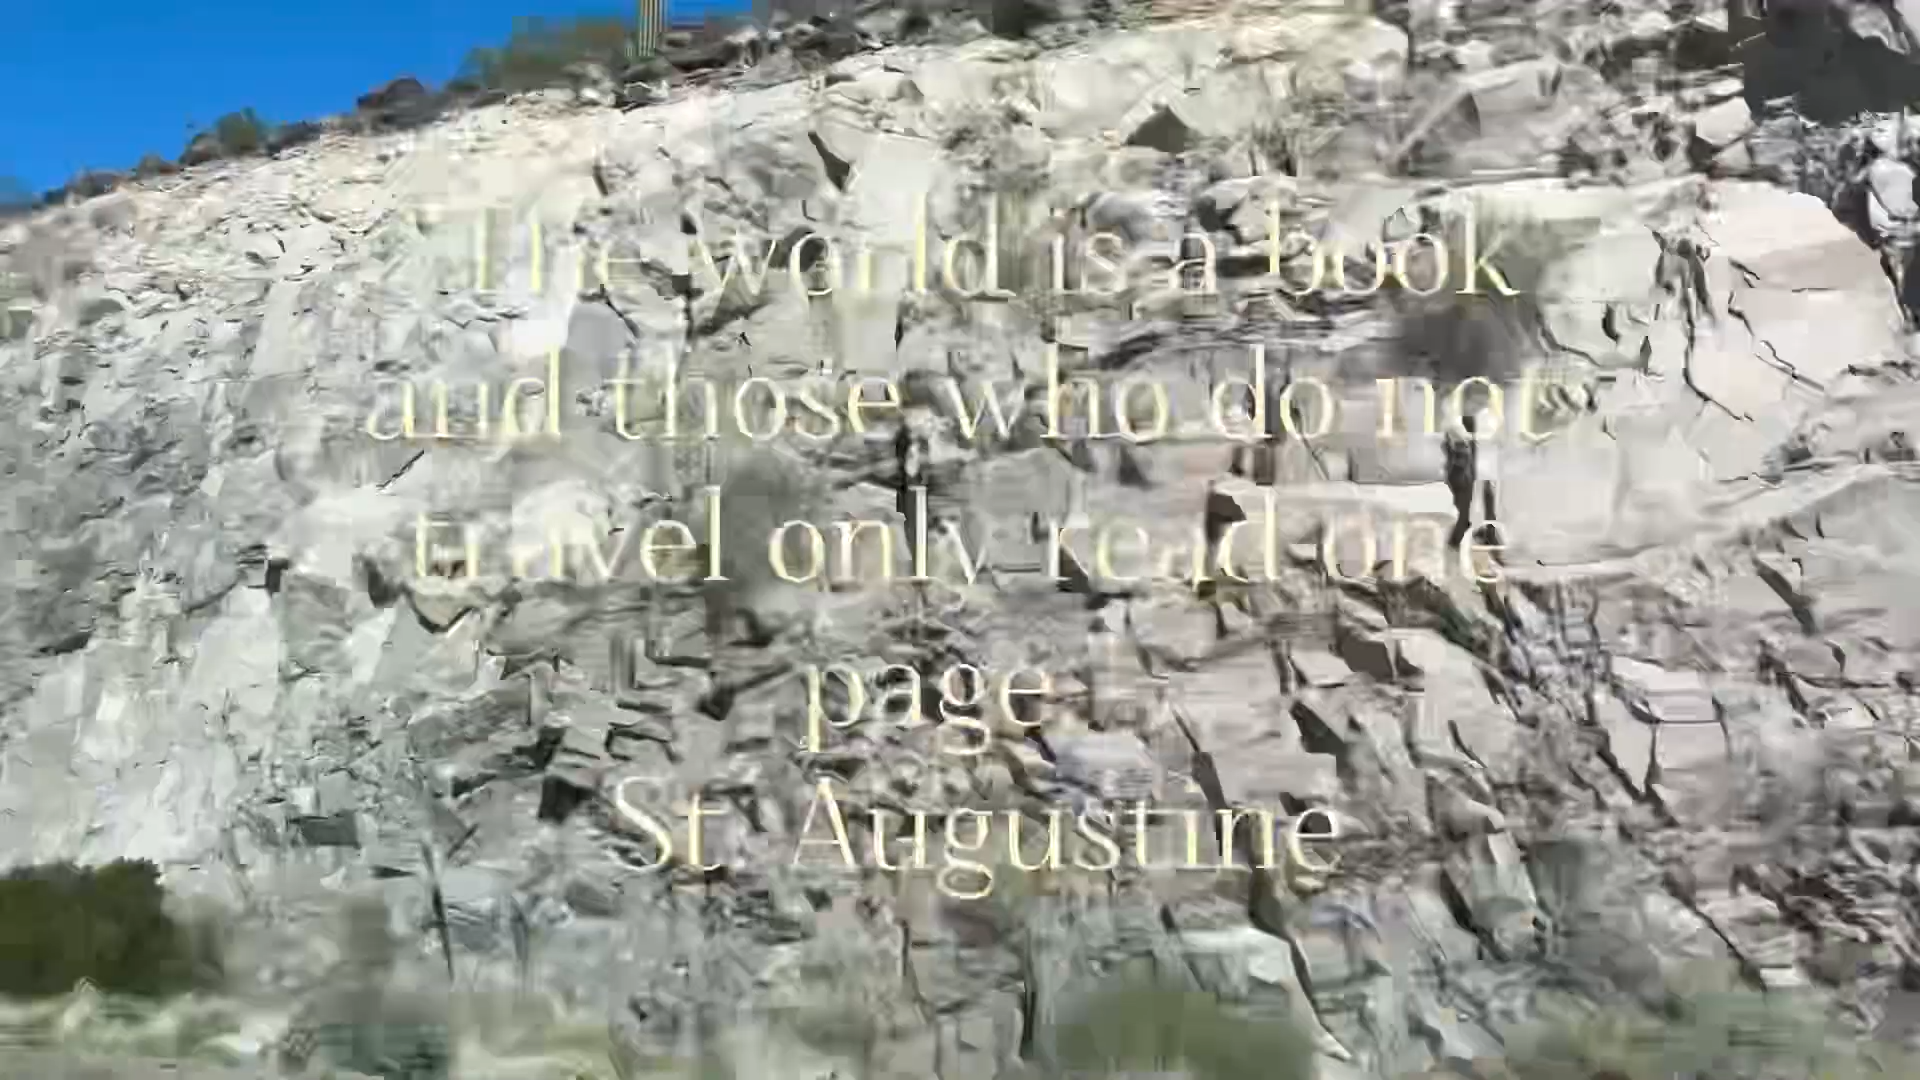 The world is a book
and those who do not
travel only read one
page
St Augustine